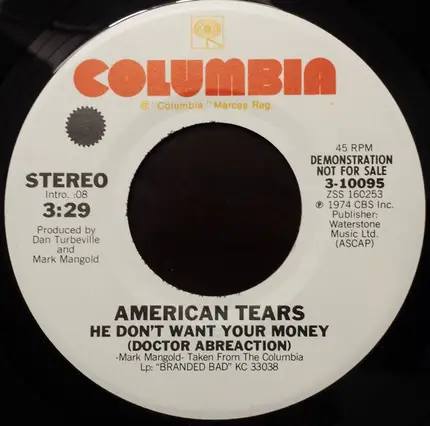 COLUMBIA
® "Columbia" Marcas Reg.
STEREO
Intro. :08
3:29
Produced by
Dan Turbeville
and
Mark Mangold
45 RPM
DEMONSTRATION
NOT FOR SALE
3-10095
ZSS 160253
℗ 1974 CBS Inc.
Publisher:
Waterstone
Music Ltd.
(ASCAP)
AMERICAN TEARS
HE DON'T WANT YOUR MONEY
(DOCTOR ABREACTION)
-Mark Mangold- Taken From The Columbia
Lp: "BRANDED BAD" KC 33038